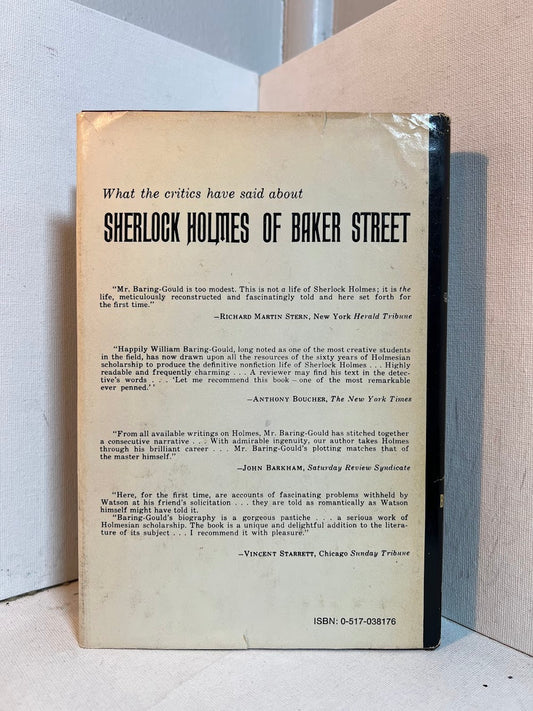 What the critics have said about
SHERLOCK HOLMES OF BAKER STREET
"Mr. Baring-Gould is too modest. This is not a life of Sherlock Holmes; it is the
life, meticulously reconstructed and fascinatingly told and here set forth for
the first time."
—RICHARD MARTIN STERN, New York Herald Tribune
"Happily William Baring-Gould, long noted as one of the most creative students
in the field, has now drawn upon all the resources of the sixty years of Holmesian
scholarship to produce the definitive nonfiction life of Sherlock Holmes . . . Highly
readable and frequently charming . . . A reviewer may find his text in the detec-
tive's words . . . 'Let me recommend this book – one of the most remarkable
ever penned.'"
—ANTHONY BOUCHER, The New York Times
"From all available writings on Holmes, Mr. Baring-Gould has stitched together
a consecutive narrative . . . With admirable ingenuity, our author takes Holmes
through his brilliant career . . . Mr. Baring-Gould's plotting matches that of
the master himself."
—JOHN BARKHAM, Saturday Review Syndicate
"Here, for the first time, are accounts of fascinating problems withheld by
Watson at his friend's solicitation . . . they are told as romantically as Watson
himself might have told it.
"Baring-Gould's biography is a gorgeous pastiche . . . a serious work of
Holmesian scholarship. The book is a unique and delightful addition to the litera-
ture of its subject . . . I recommend it with pleasure."
—VINCENT STARRETT, Chicago Sunday Tribune
ISBN: 0-517-038176